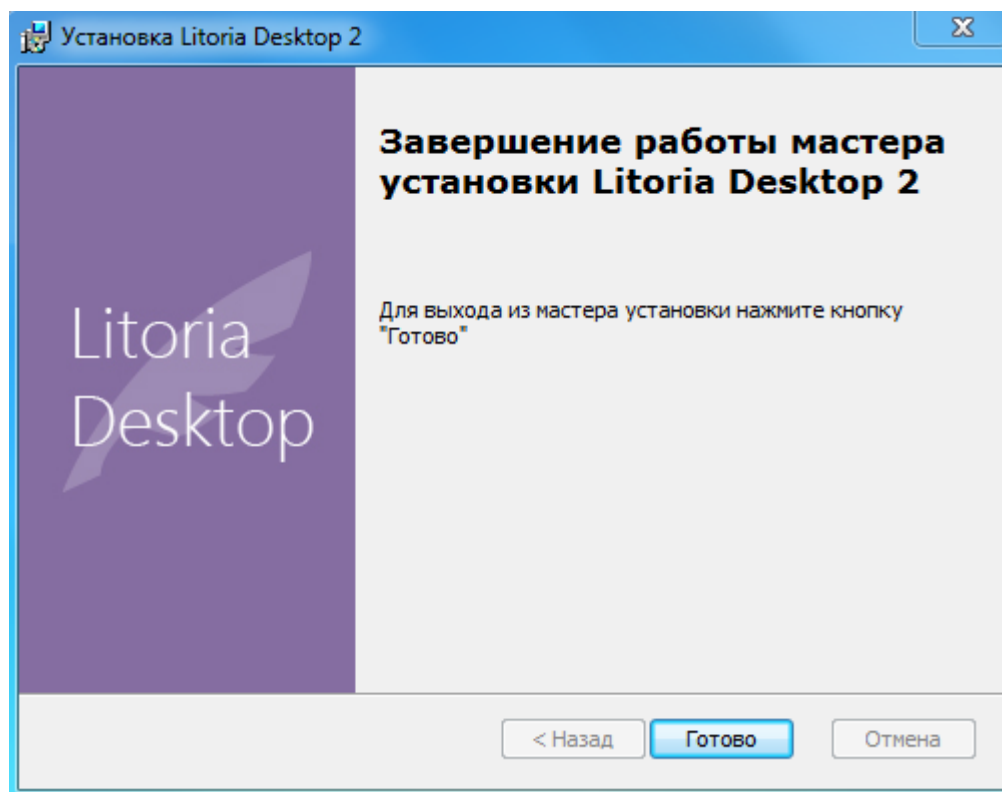 Установка Litoria Desktop 2
Завершение работы мастера
установки Litoria Desktop 2
Для выхода из мастера установки нажмите кнопку
"Готово"
Litoria
Desktop
< Назад
Готово
Отмена